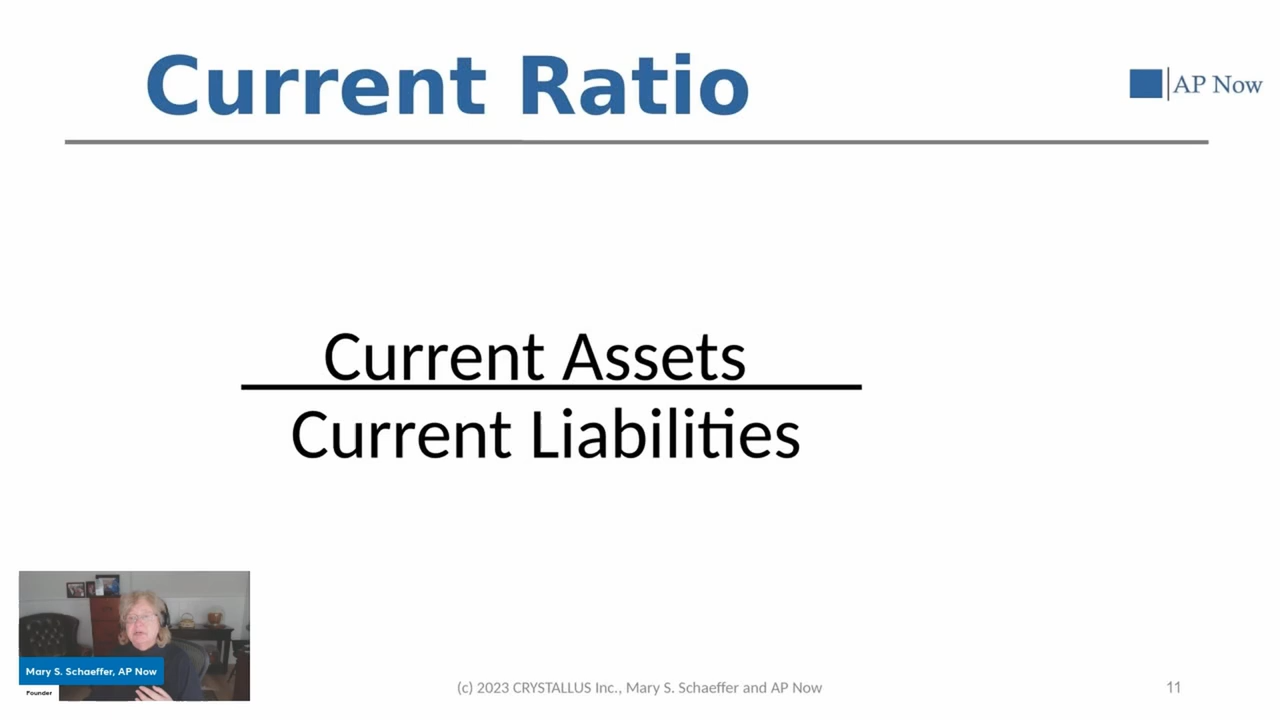 Current Ratio
AP Now
Current Assets
Current Liabilities
Mary S. Schaeffer, AP Now
Founder
(c) 2023 CRYSTALLUS Inc., Mary S. Schaeffer and AP Now
11